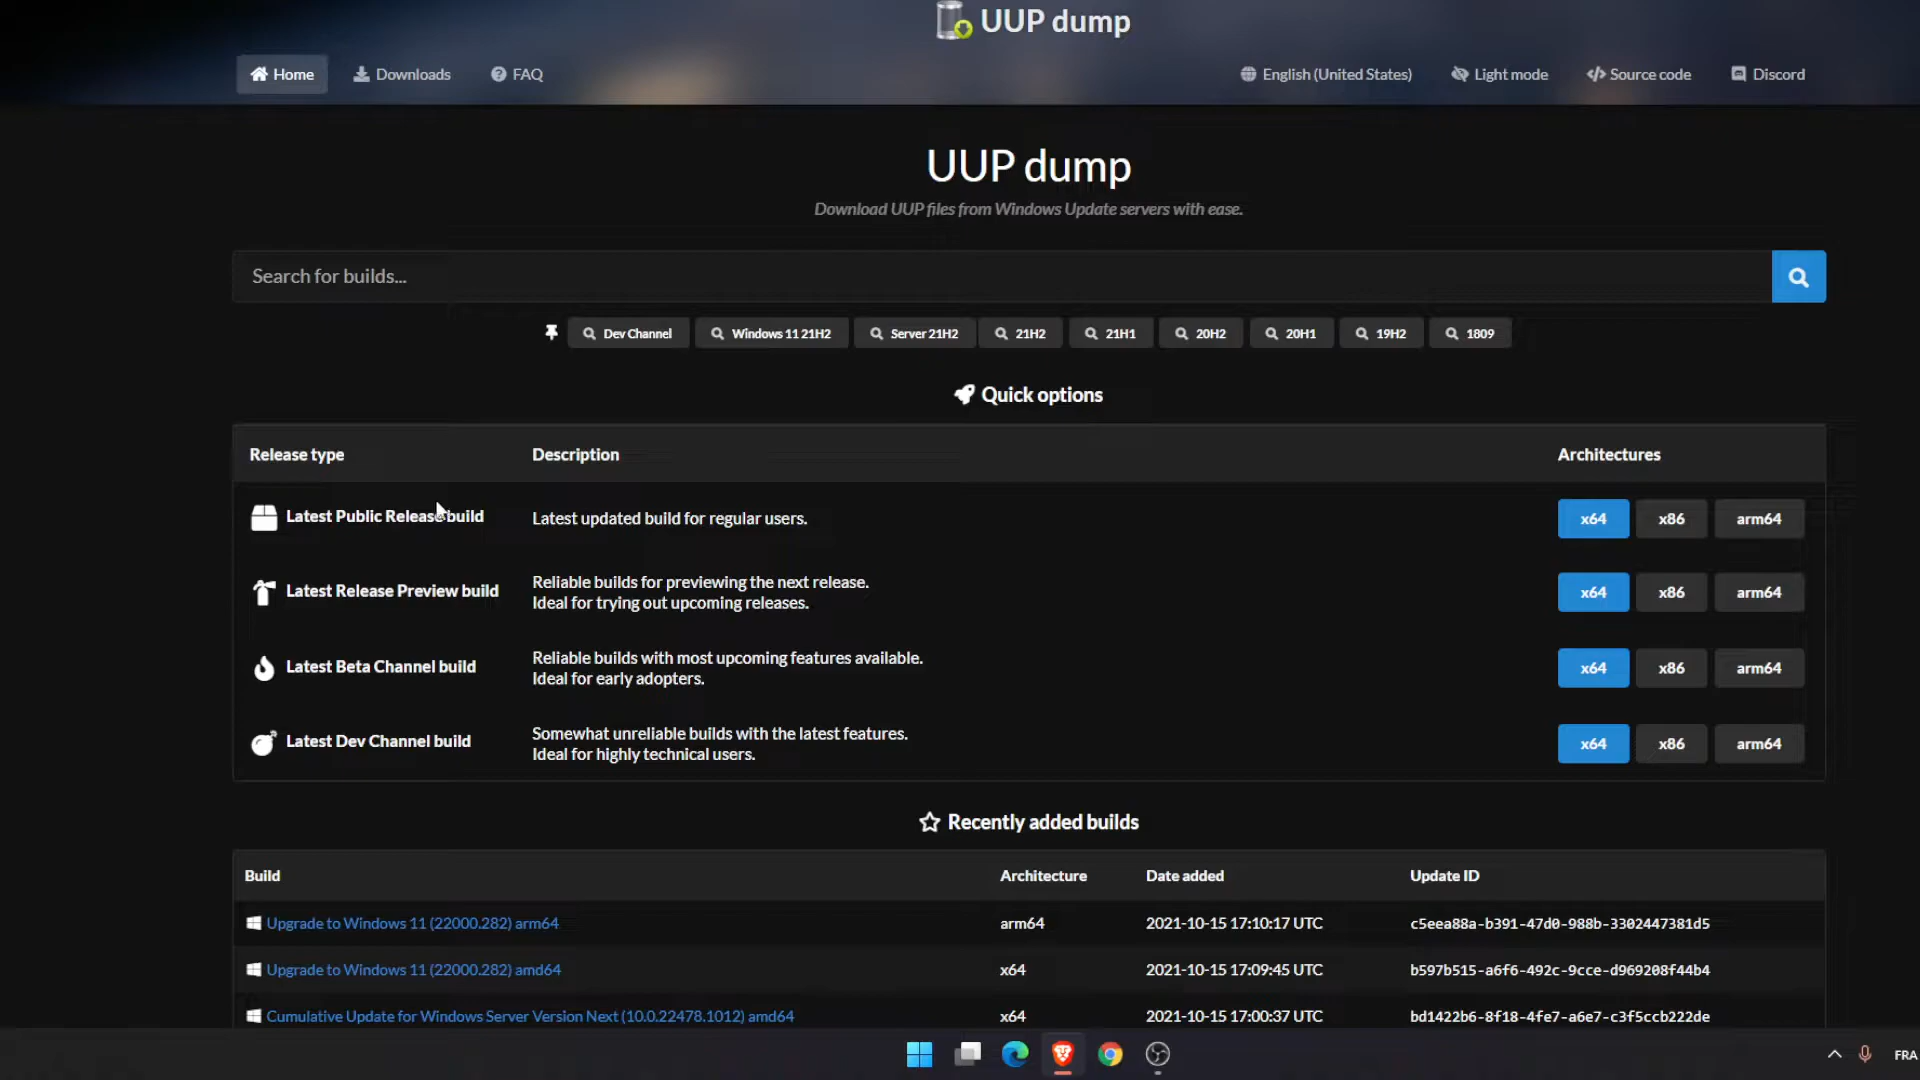 UUP dump
Home Downloads FAQ English (United States) Light mode Source code Discord
UUP dump
Download UUP files from Windows Update servers with ease.
Search for builds...
Dev Channel Windows 11 21H2 Server 21H2 21H2 21H1 20H2 20H1 19H2 1809
Quick options
Release type Description Architectures
Latest Public Release build Latest updated build for regular users. x64 x86 arm64
Latest Release Preview build Reliable builds for previewing the next release.
Ideal for trying out upcoming releases. x64 x86 arm64
Latest Beta Channel build Reliable builds with most upcoming features available.
Ideal for early adopters. x64 x86 arm64
Latest Dev Channel build Somewhat unreliable builds with the latest features.
Ideal for highly technical users. x64 x86 arm64
Recently added builds
Build Architecture Date added Update ID
Upgrade to Windows 11 (22000.282) arm64 arm64 2021-10-15 17:10:17 UTC c5eea88a-b391-47d0-988b-3302447381d5
Upgrade to Windows 11 (22000.282) amd64 x64 2021-10-15 17:09:45 UTC b597b515-a6f6-492c-9cce-d969208f44b4
Cumulative Update for Windows Server Version Next (10.0.22478.1012) amd64 x64 2021-10-15 17:00:37 UTC bd1422b6-8f18-4fe7-a6e7-c3f5ccb222de
FRA